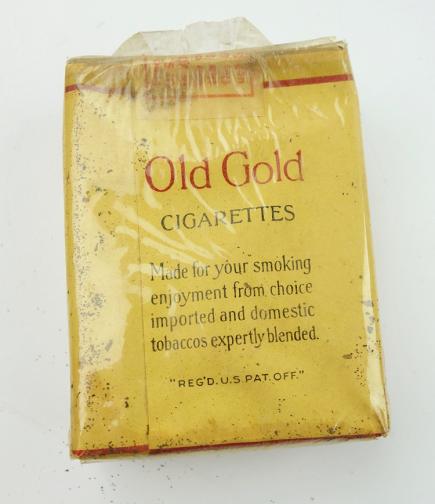 Old Gold
CIGARETTES
Made for your smoking
enjoyment from choice
imported and domestic
tobaccos expertly blended.
"REG'D. U.S. PAT. OFF."